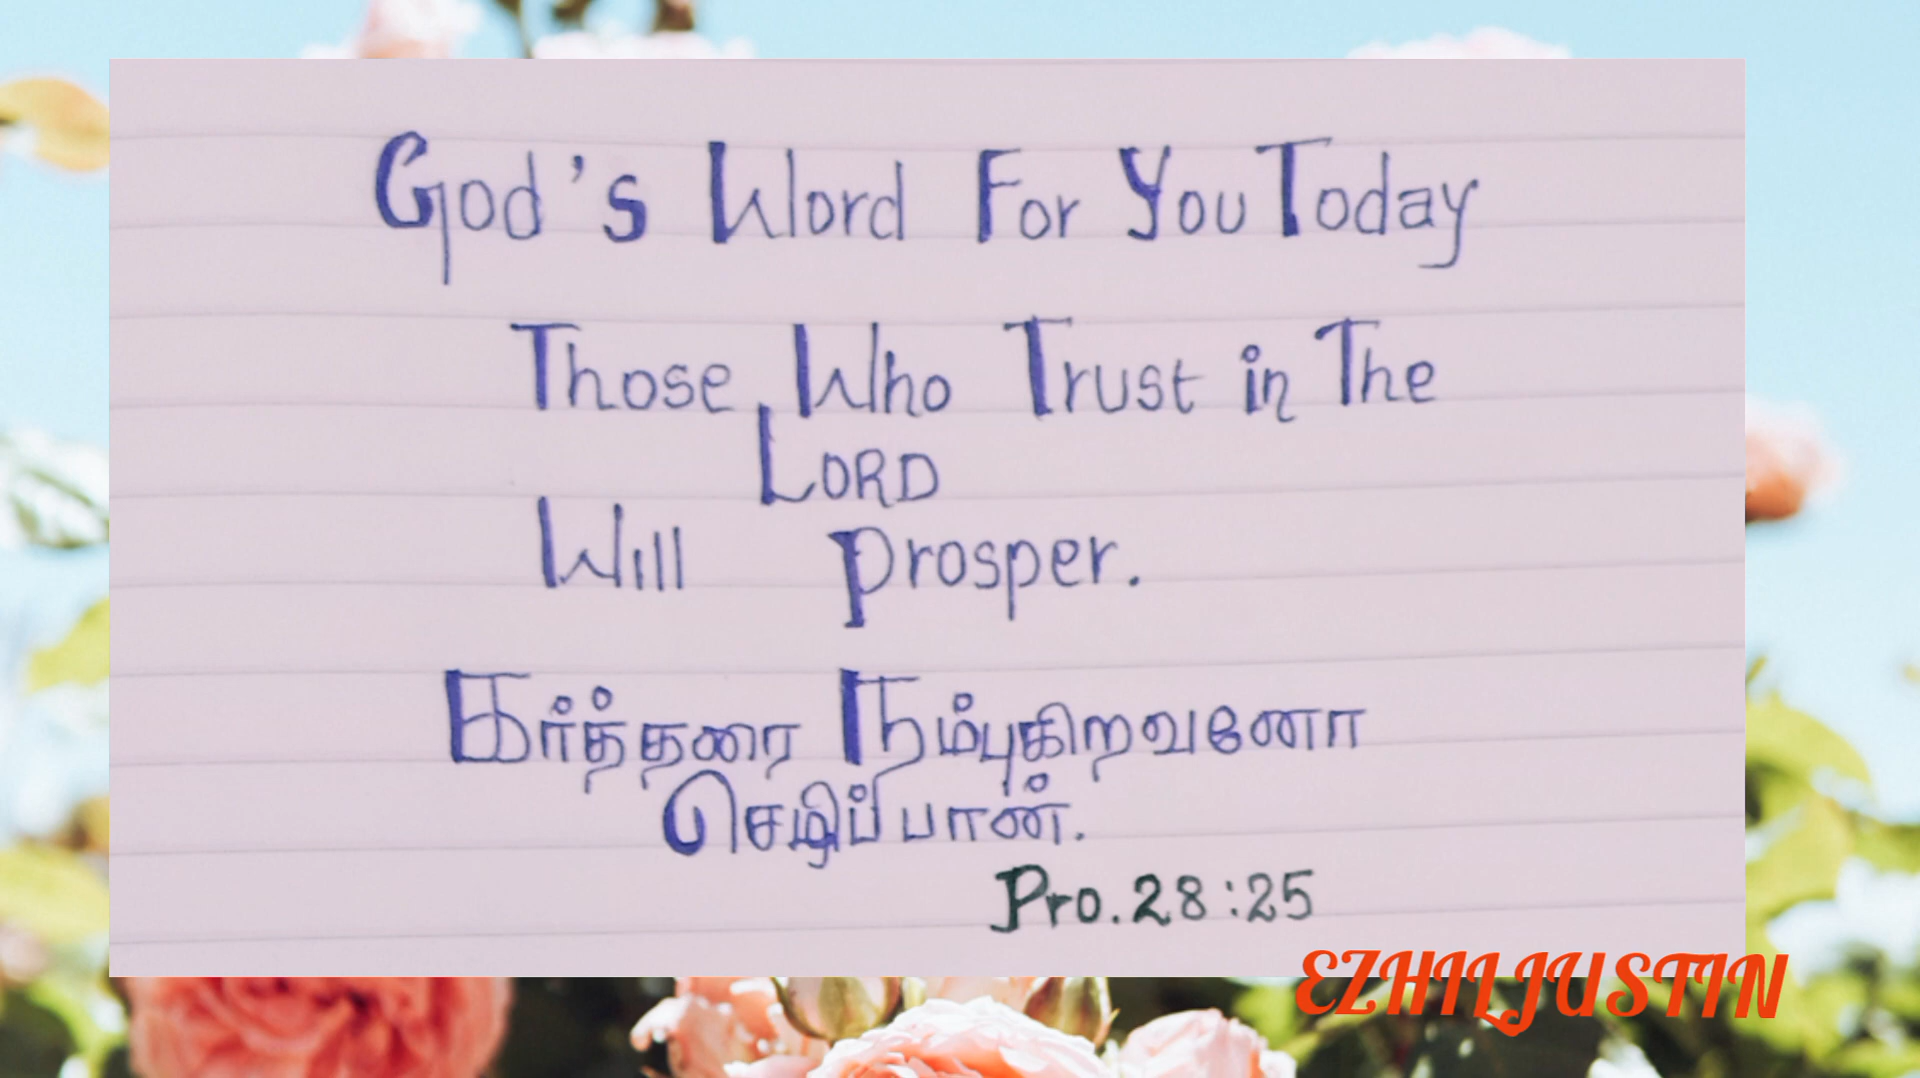 God's Word For You Today
Those Who Trust in The
LORD
Will Prosper.
கர்த்தரை நம்புகிறவனோ
செழிப்பான்.
Pro.28:25
EZHILJUSTIN